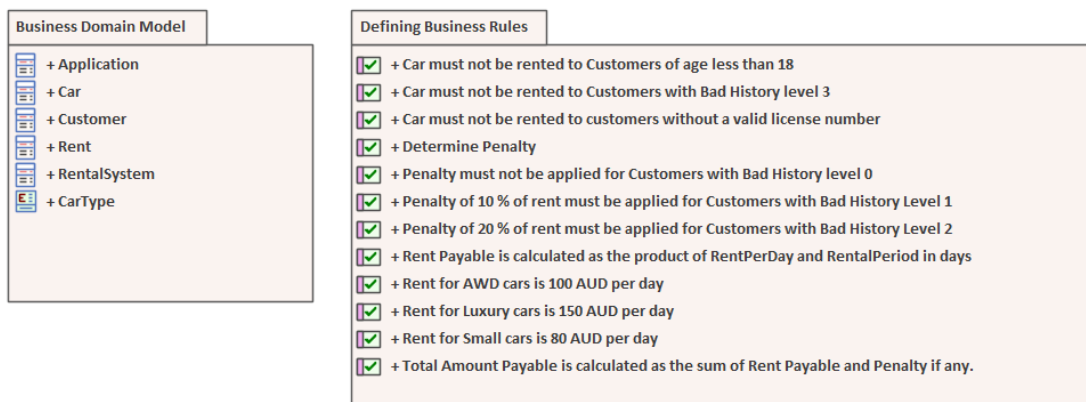 Business Domain Model
+ Application
+ Car
+ Customer
+ Rent
+ RentalSystem
+ CarType
Defining Business Rules
+ Car must not be rented to Customers of age less than 18
+ Car must not be rented to Customers with Bad History level 3
+ Car must not be rented to customers without a valid license number
+ Determine Penalty
+ Penalty must not be applied for Customers with Bad History level 0
+ Penalty of 10 % of rent must be applied for Customers with Bad History Level 1
+ Penalty of 20 % of rent must be applied for Customers with Bad History Level 2
+ Rent Payable is calculated as the product of RentPerDay and RentalPeriod in days
+ Rent for AWD cars is 100 AUD per day
+ Rent for Luxury cars is 150 AUD per day
+ Rent for Small cars is 80 AUD per day
+ Total Amount Payable is calculated as the sum of Rent Payable and Penalty if any.